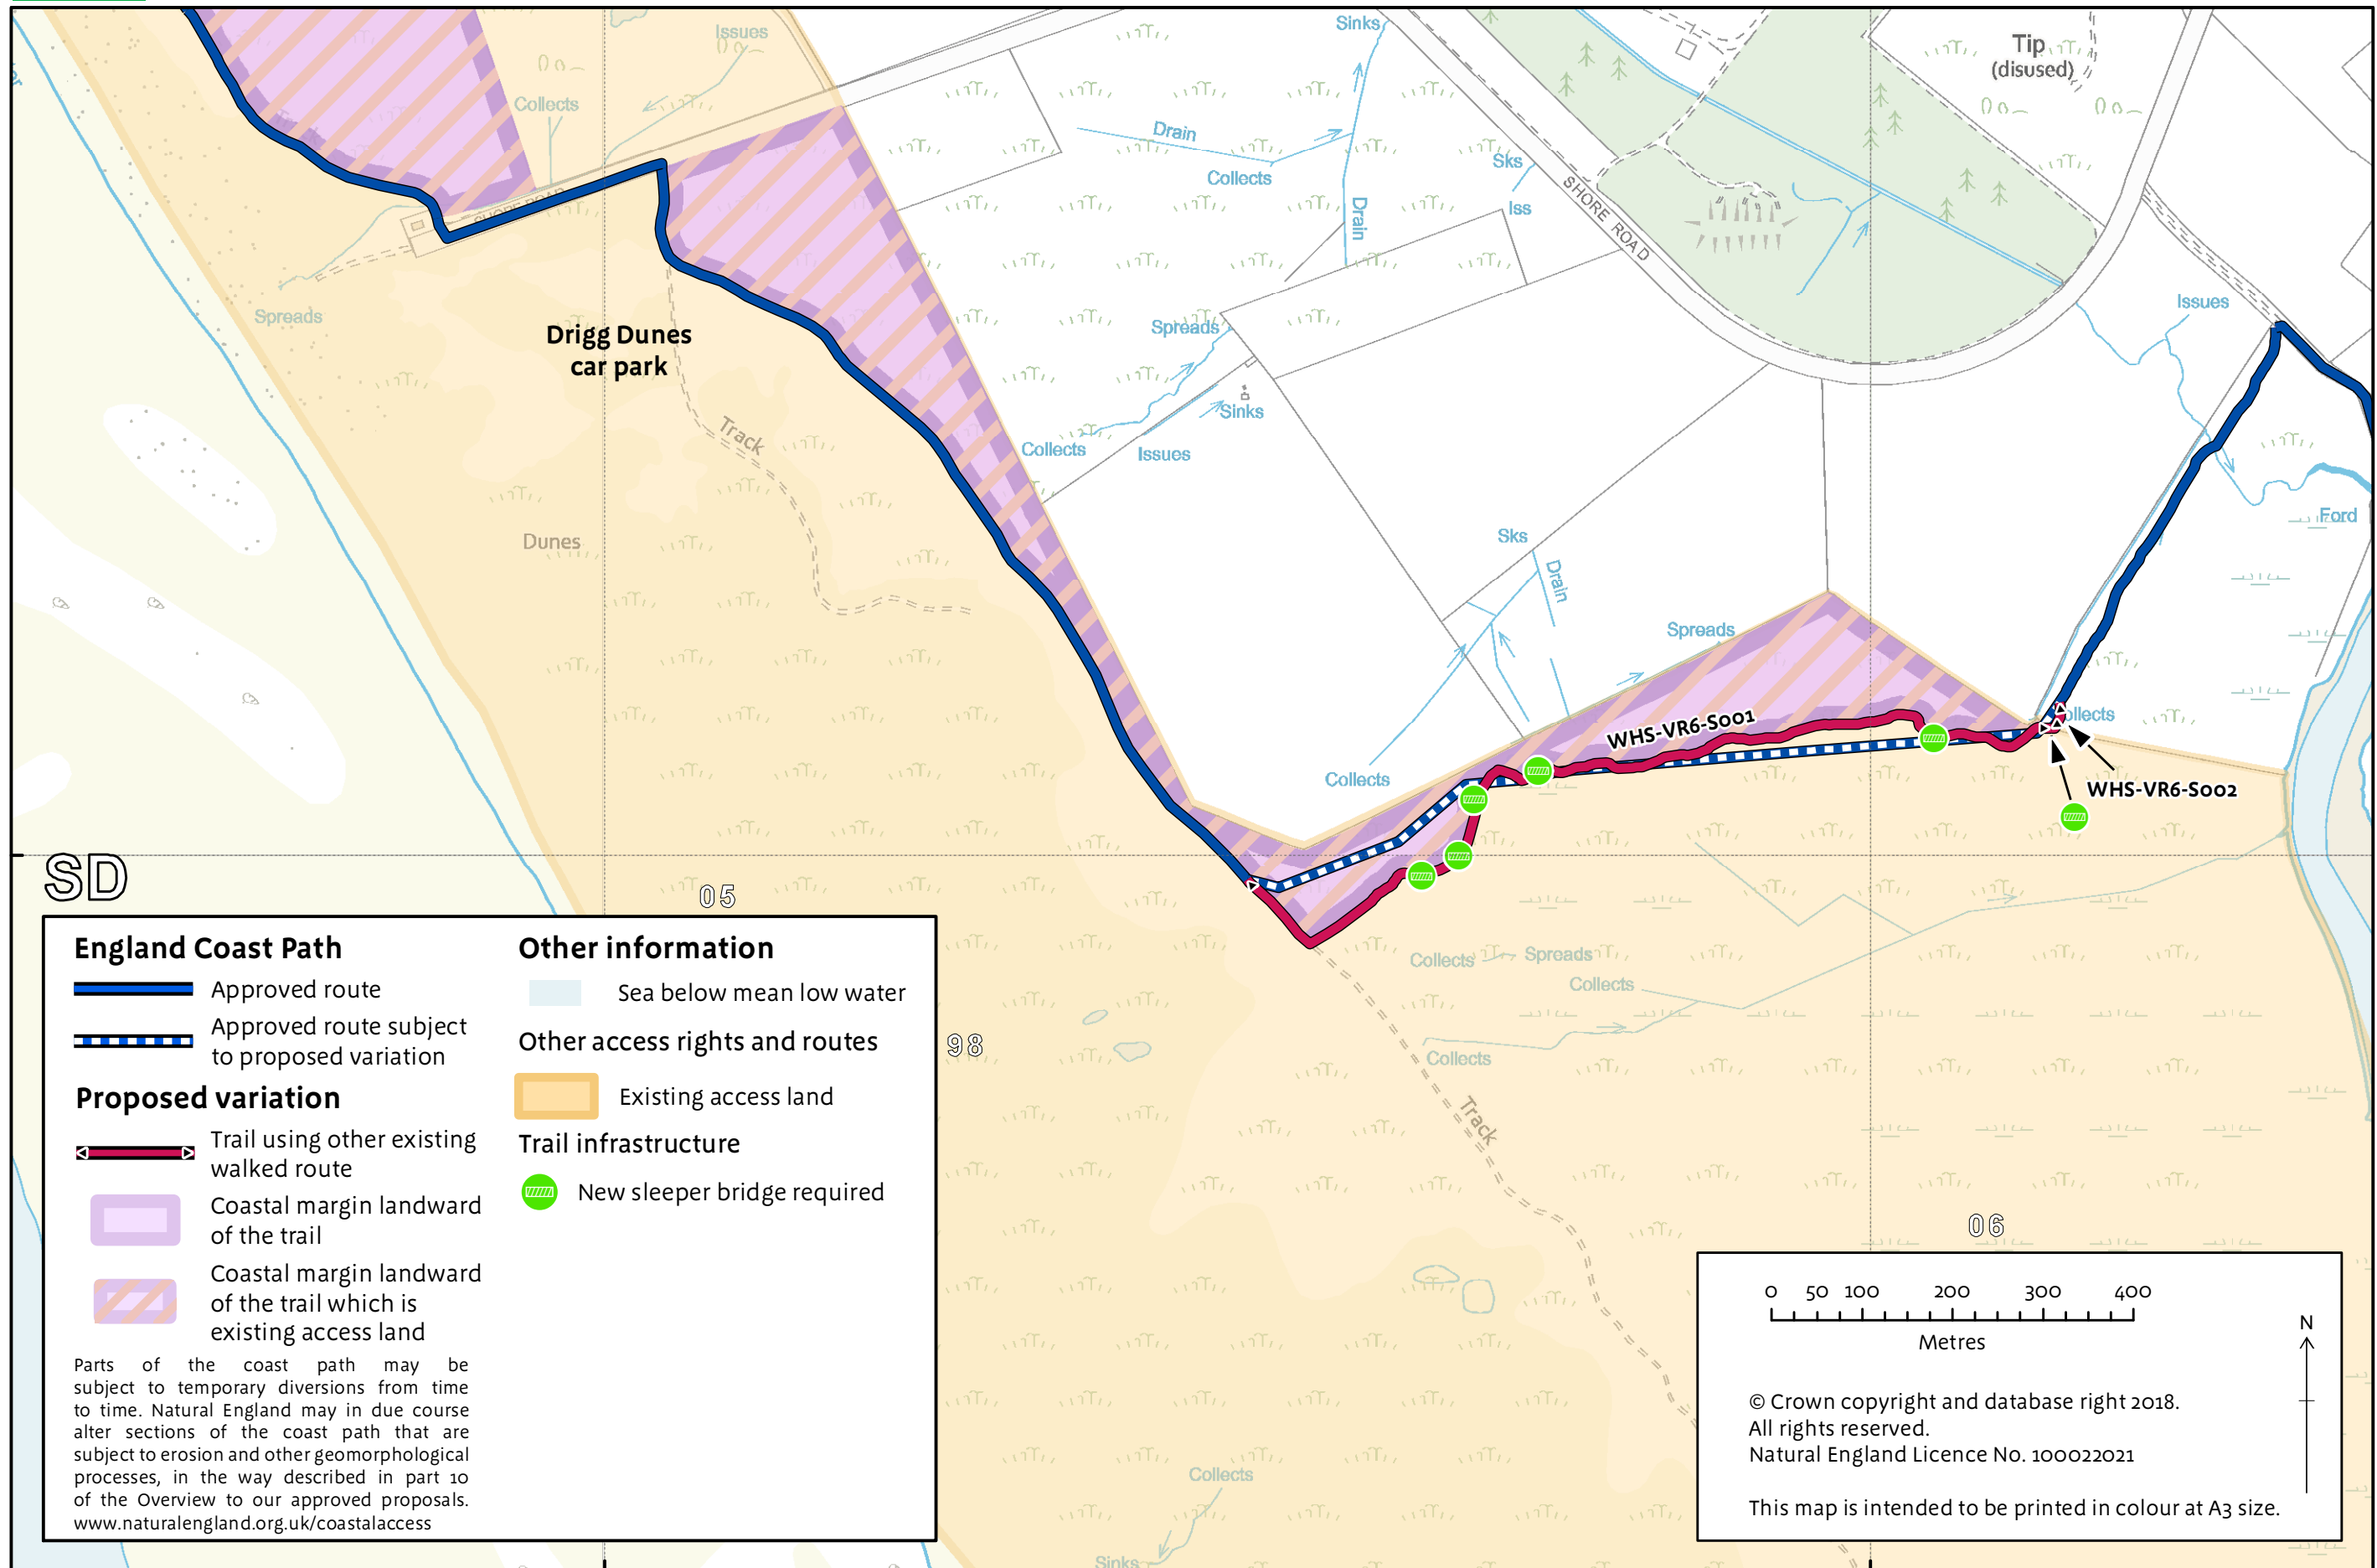 Issues
Collects
SHORE ROAD
Spreads
Drigg Dunes
car park
Track
Dunes
Sinks
Drain
Collects
Drain
Sks
Iss
SHORE ROAD
Tip
(disused)
Issues
Spreads
Sinks
Collects
Issues
Ford
Sks
Drain
Spreads
WHS-VR6-S001
Collects
Collects
WHS-VR6-S002
SD
05
98
06
Collects
Spreads
Collects
Collects
Track
Collects
Sinks
England Coast Path
Approved route
Approved route subject
to proposed variation
Proposed variation
Trail using other existing
walked route
Coastal margin landward
of the trail
Coastal margin landward
of the trail which is
existing access land
Parts of the coast path may be
subject to temporary diversions from time
to time. Natural England may in due course
alter sections of the coast path that are
subject to erosion and other geomorphological
processes, in the way described in part 10
of the Overview to our approved proposals.
www.naturalengland.org.uk/coastalaccess
Other information
Sea below mean low water
Other access rights and routes
Existing access land
Trail infrastructure
New sleeper bridge required
0 50 100 200 300 400
Metres
N
© Crown copyright and database right 2018.
All rights reserved.
Natural England Licence No. 100022021
This map is intended to be printed in colour at A3 size.